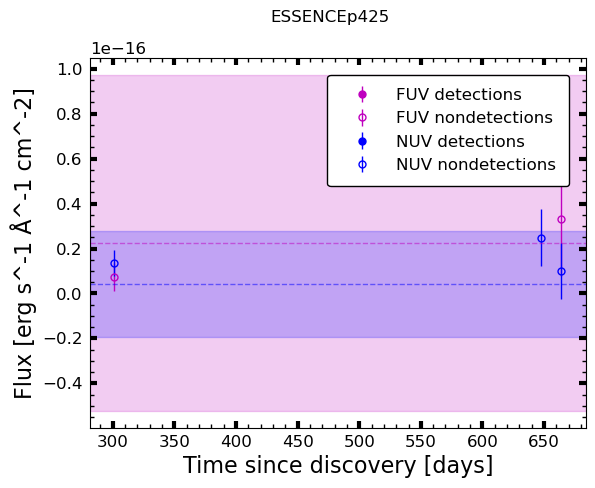 ESSENCEp425
1e−16
1.0
0.8
0.6
0.4
0.2
0.0
−0.2
−0.4
Flux [erg s^-1 Å^-1 cm^-2]
FUV detections
FUV nondetections
NUV detections
NUV nondetections
300 350 400 450 500 550 600 650
Time since discovery [days]